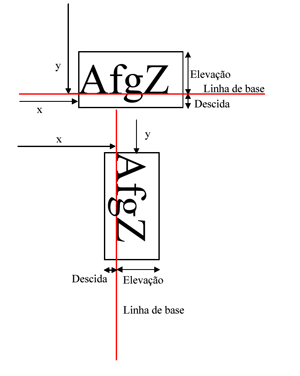 y
AfgZ
Elevação
Linha de base
x
Descida
x
y
AfgZ
Descida
Elevação
Linha de base